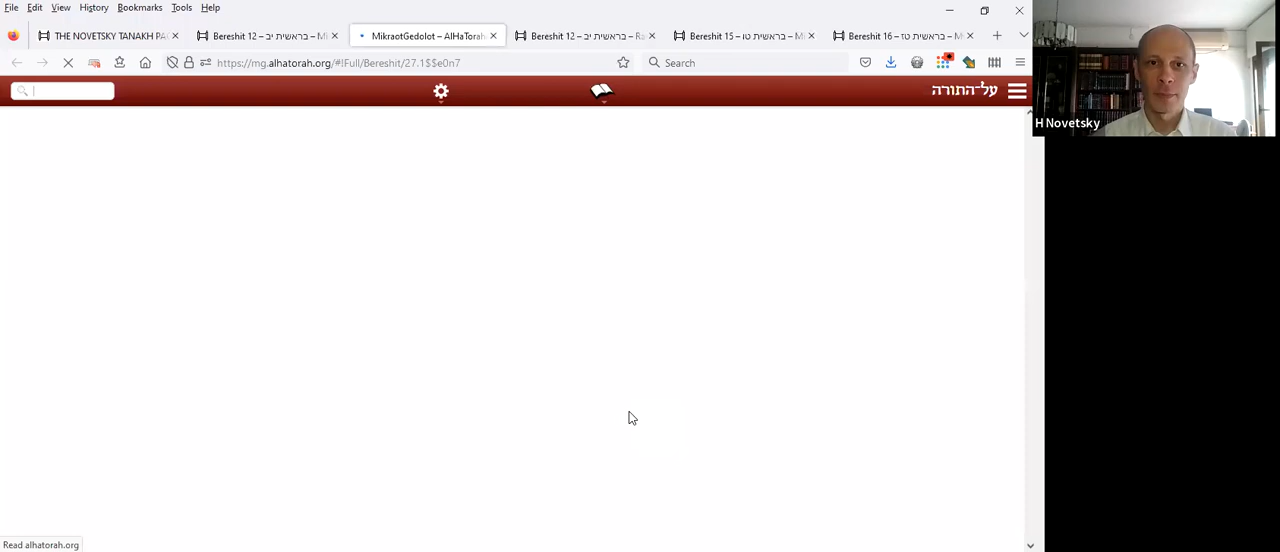 File Edit View History Bookmarks Tools Help
THE NOVETSKY TANAKH PA
Bereshit 12 – בראשית יב – Mi
MikraotGedolot – AlHaTorah
Bereshit 12 – בראשית יב – Ra
Bereshit 15 – בראשית טו – Mi
Bereshit 16 – בראשית טז – M
https://mg.alhatorah.org/#!Full/Bereshit/27.1$$e0n7
Search
על־התורה
H Novetsky
Read alhatorah.org